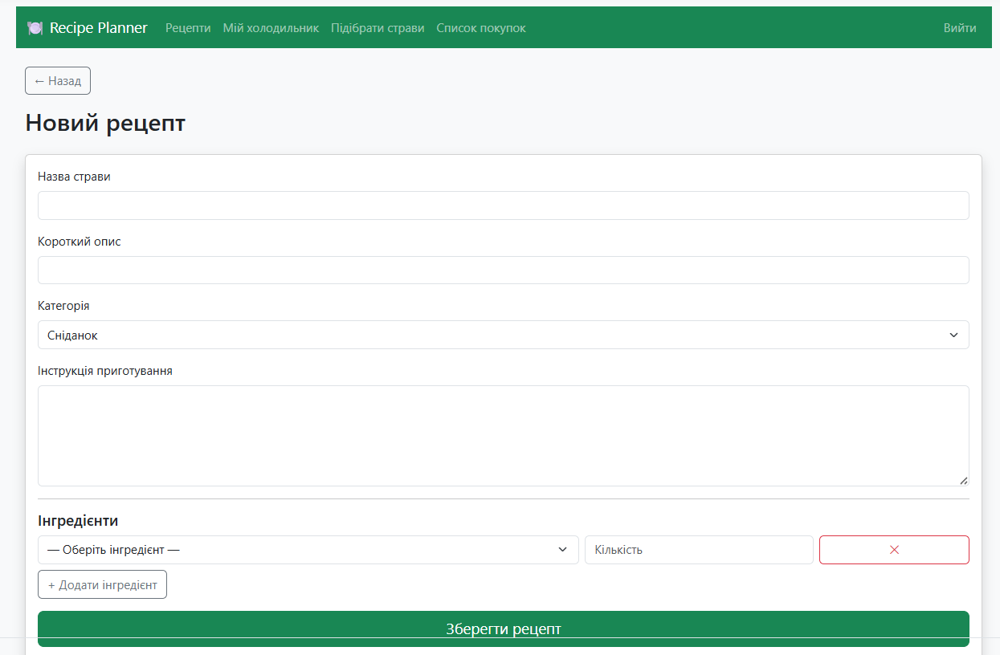 Recipe Planner Рецепти Мій холодильник Підібрати страви Список покупок Вийти
← Назад
Новий рецепт
Назва страви
Короткий опис
Категорія
Сніданок
Інструкція приготування
Інгредієнти
— Оберіть інгредієнт — Кількість
+ Додати інгредієнт
Зберегти рецепт